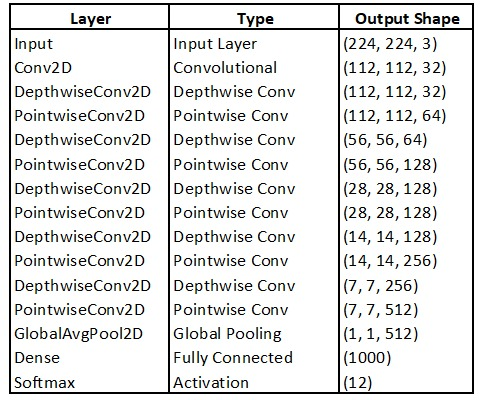 Layer Type Output Shape
Input Input Layer (224, 224, 3)
Conv2D Convolutional (112, 112, 32)
DepthwiseConv2D Depthwise Conv (112, 112, 32)
PointwiseConv2D Pointwise Conv (112, 112, 64)
DepthwiseConv2D Depthwise Conv (56, 56, 64)
PointwiseConv2D Pointwise Conv (56, 56, 128)
DepthwiseConv2D Depthwise Conv (28, 28, 128)
PointwiseConv2D Pointwise Conv (28, 28, 128)
DepthwiseConv2D Depthwise Conv (14, 14, 128)
PointwiseConv2D Pointwise Conv (14, 14, 256)
DepthwiseConv2D Depthwise Conv (7, 7, 256)
PointwiseConv2D Pointwise Conv (7, 7, 512)
GlobalAvgPool2D Global Pooling (1, 1, 512)
Dense Fully Connected (1000)
Softmax Activation (12)